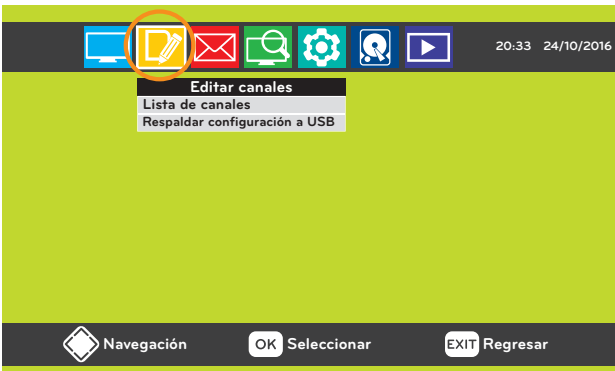 20:33 24/10/2016
Editar canales
Lista de canales
Respaldar configuración a USB
Navegación OK Seleccionar EXIT Regresar